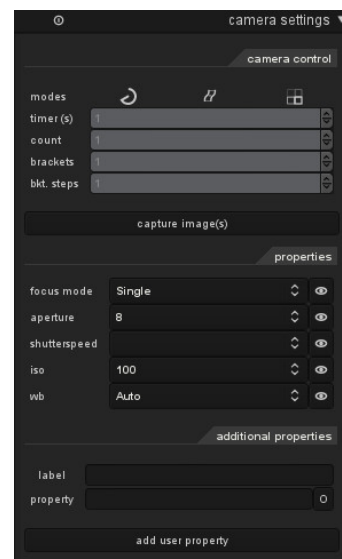 camera settings
camera control
modes
timer (s) 1
count 1
brackets 1
bkt. steps 1
capture image(s)
properties
focus mode Single
aperture 8
shutterspeed
iso 100
wb Auto
additional properties
label
property O
add user property